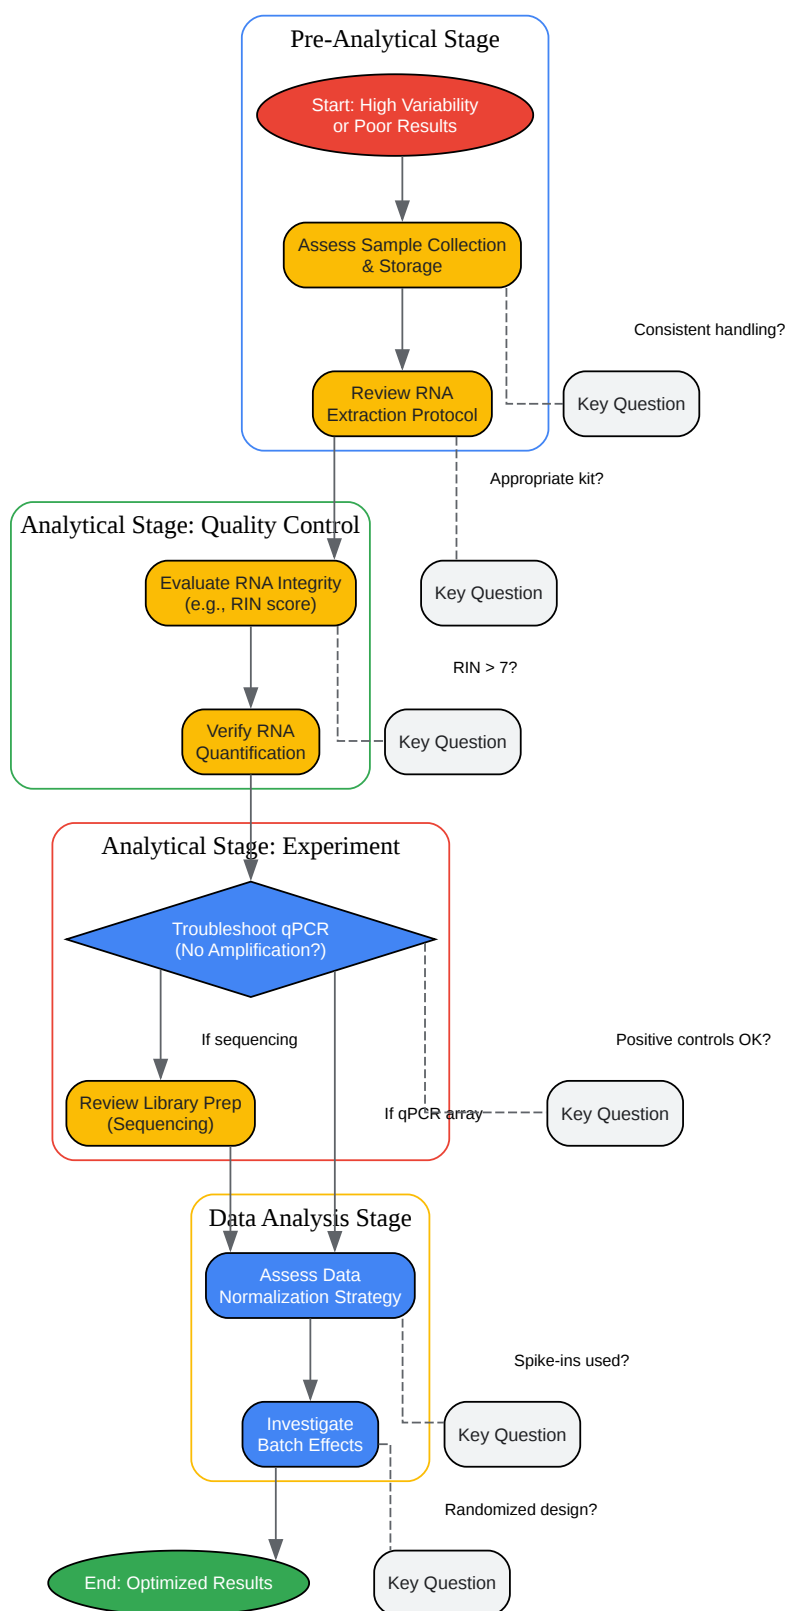 Pre-Analytical Stage
Start: High Variability
or Poor Results
Assess Sample Collection
& Storage
Consistent handling?
Review RNA
Extraction Protocol
Key Question
Appropriate kit?
Analytical Stage: Quality Control
Evaluate RNA Integrity
(e.g., RIN score)
Key Question
RIN > 7?
Verify RNA
Quantification
Key Question
Analytical Stage: Experiment
Troubleshoot qPCR
(No Amplification?)
If sequencing
Positive controls OK?
Review Library Prep
(Sequencing)
If qPCR array
Key Question
Data Analysis Stage
Assess Data
Normalization Strategy
Spike-ins used?
Investigate
Batch Effects
Key Question
Randomized design?
End: Optimized Results
Key Question